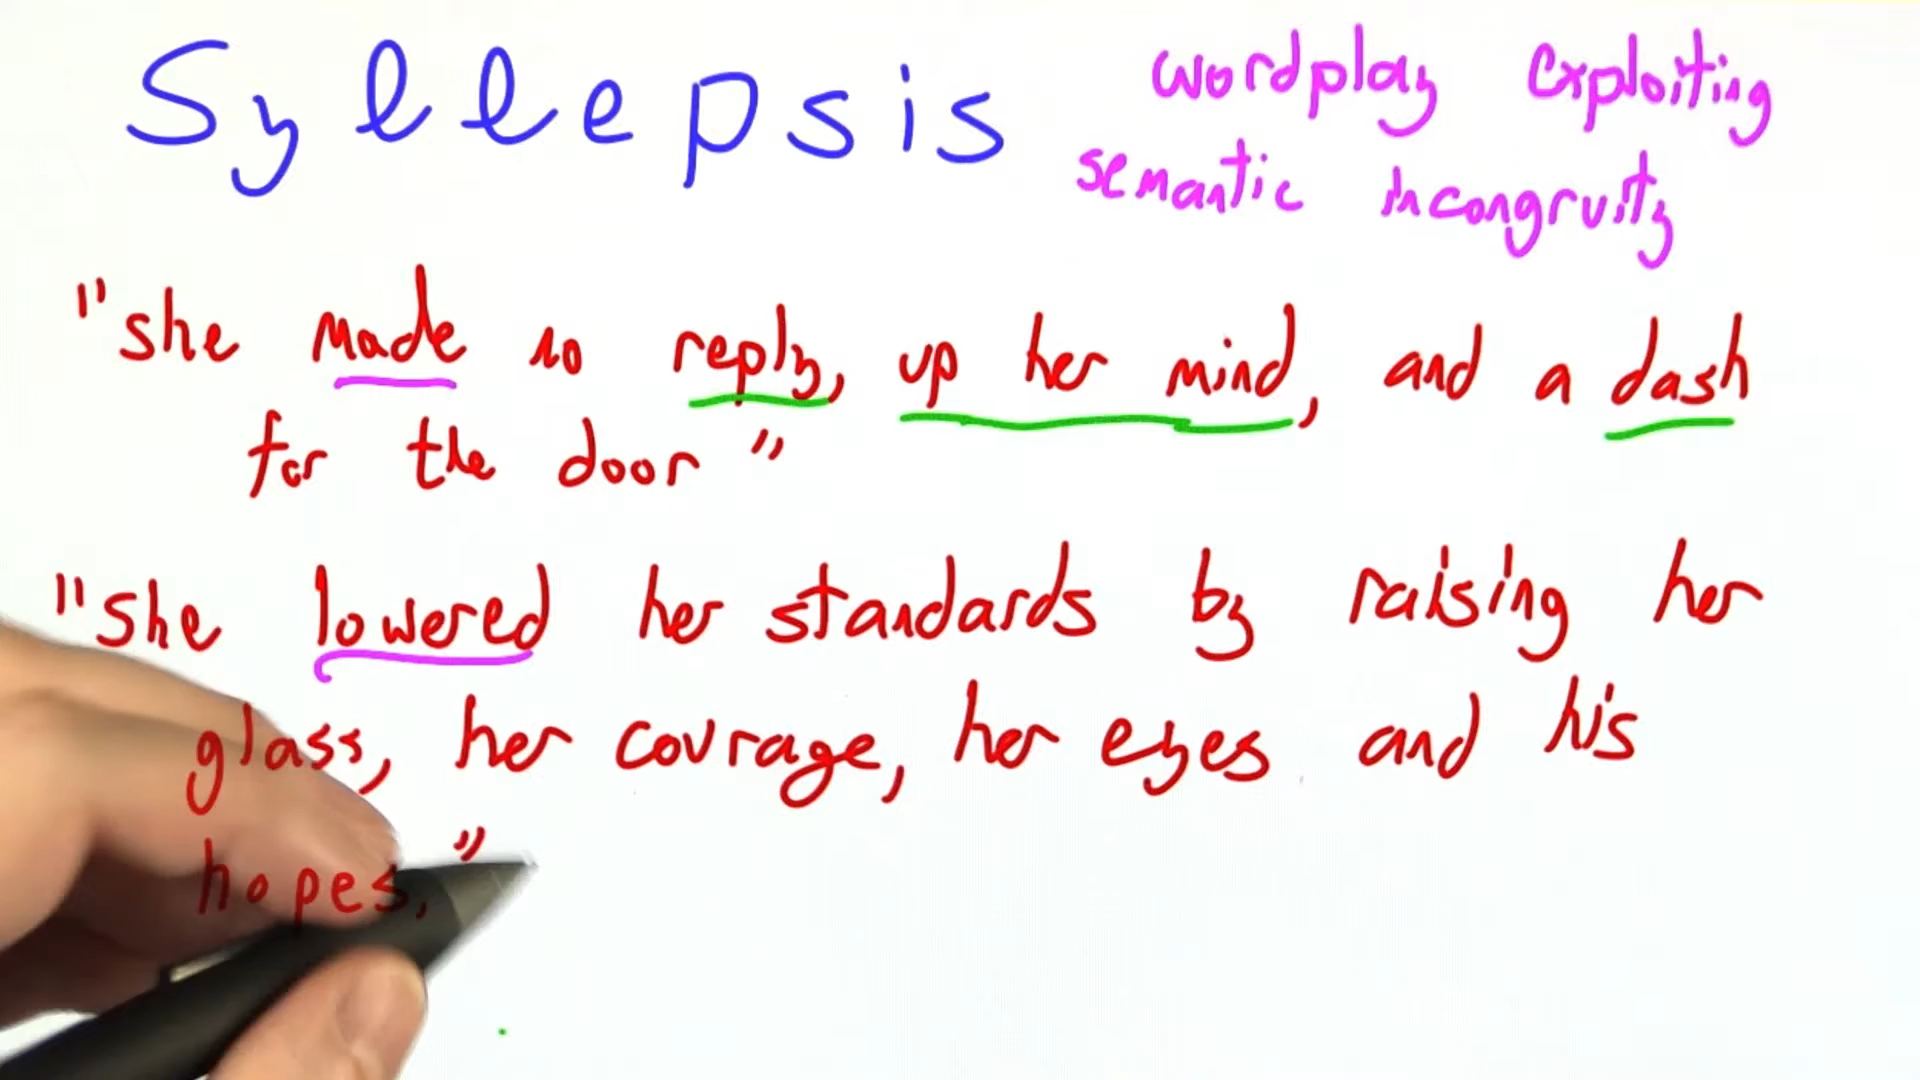 Syllepsis
wordplay exploiting
semantic incongruity
"she made no reply, up her mind, and a dash
for the door"
"she lowered her standards by raising her
glass, her courage, her eyes and his
hopes."